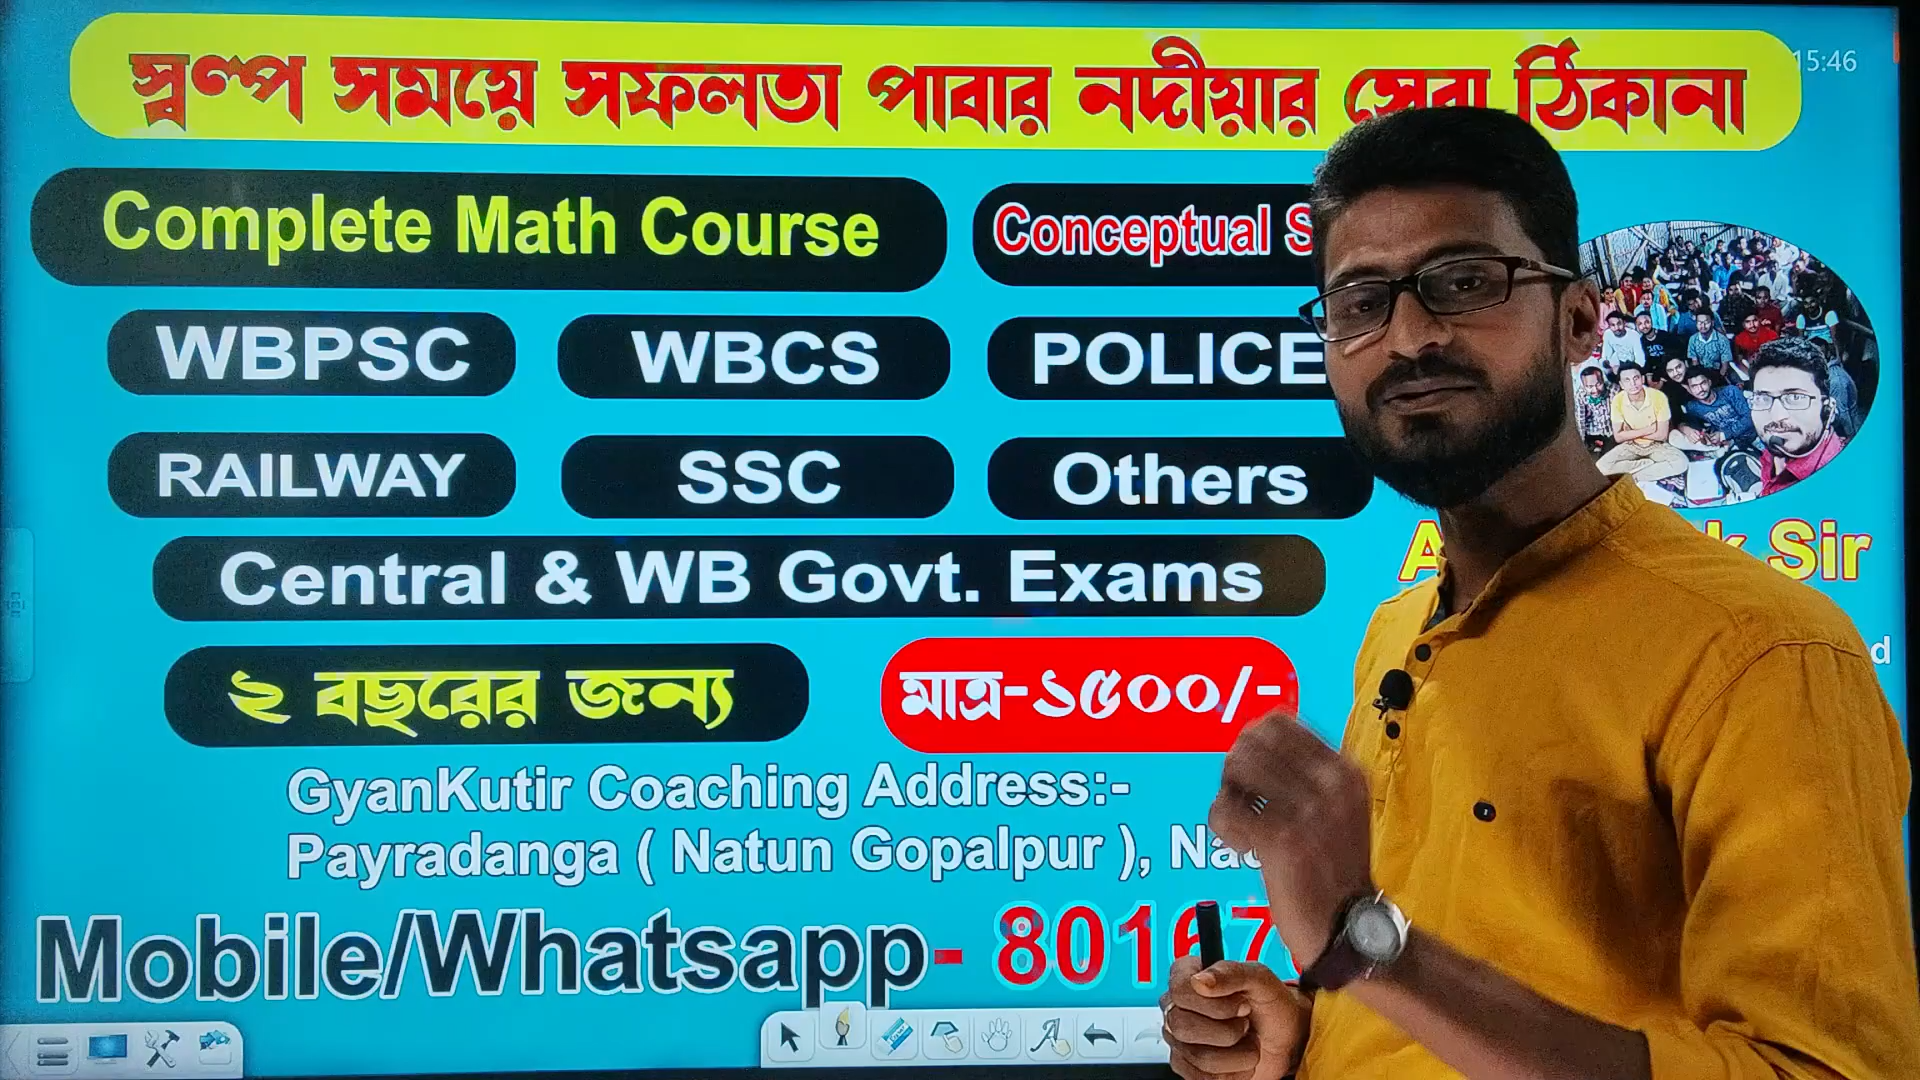 স্বল্প সময়ে সফলতা পাবার নদীয়ার সেরা ঠিকানা
15:46
Complete Math Course
Conceptual
WBPSC WBCS POLICE
RAILWAY SSC Others
Central & WB Govt. Exams
Sir
২ বছরের জন্য
মাত্র-১৫০০/-
GyanKutir Coaching Address:-
Payradanga ( Natun Gopalpur ),
Mobile/Whatsapp- 8016